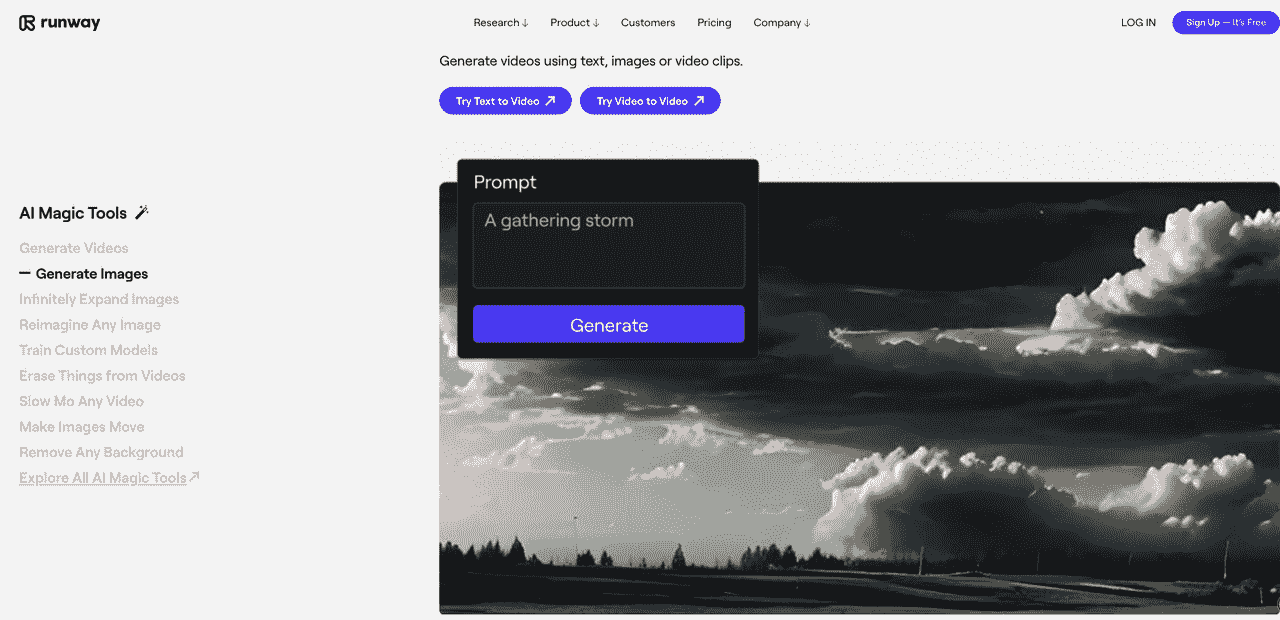 runway
Research ↓ Product ↓ Customers Pricing Company ↓
LOG IN Sign Up — It's Free
Generate videos using text, images or video clips.
Try Text to Video ↗ Try Video to Video ↗
AI Magic Tools
Generate Videos
— Generate Images
Infinitely Expand Images
Reimagine Any Image
Train Custom Models
Erase Things from Videos
Slow Mo Any Video
Make Images Move
Remove Any Background
Explore All AI Magic Tools ↗
Prompt
A gathering storm
Generate